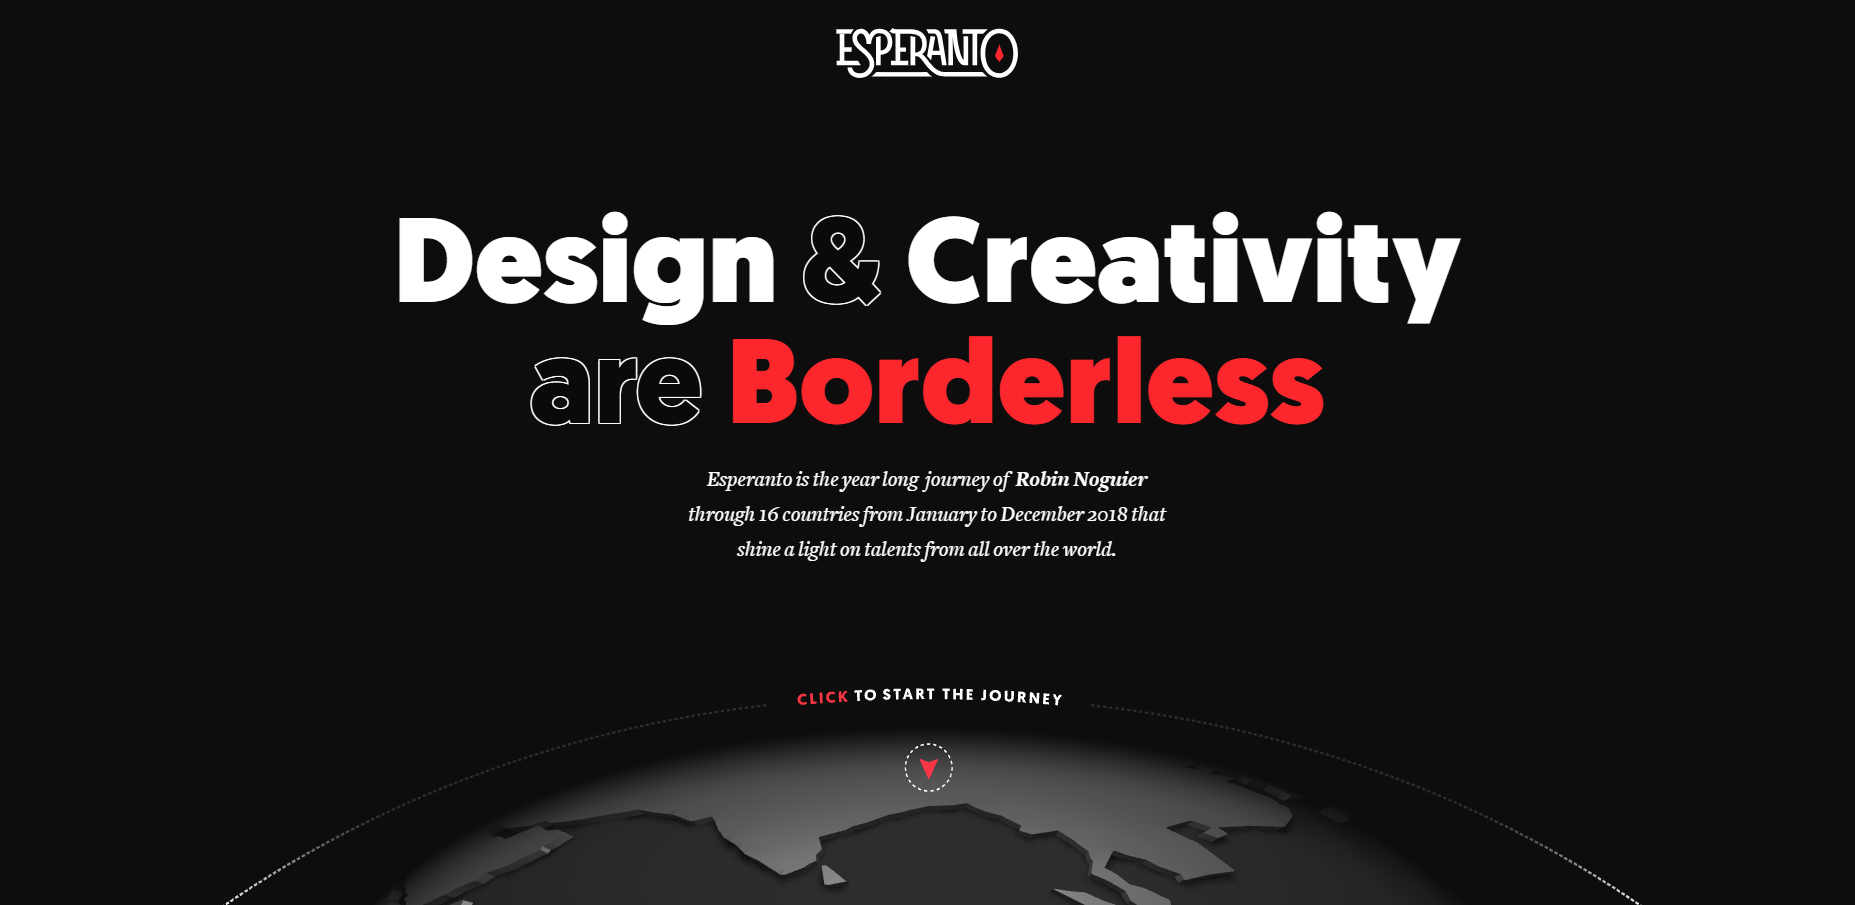 ESPERANTO
Design & Creativity
are Borderless
Esperanto is the year long journey of Robin Noguier
through 16 countries from January to December 2018 that
shine a light on talents from all over the world.
CLICK TO START THE JOURNEY